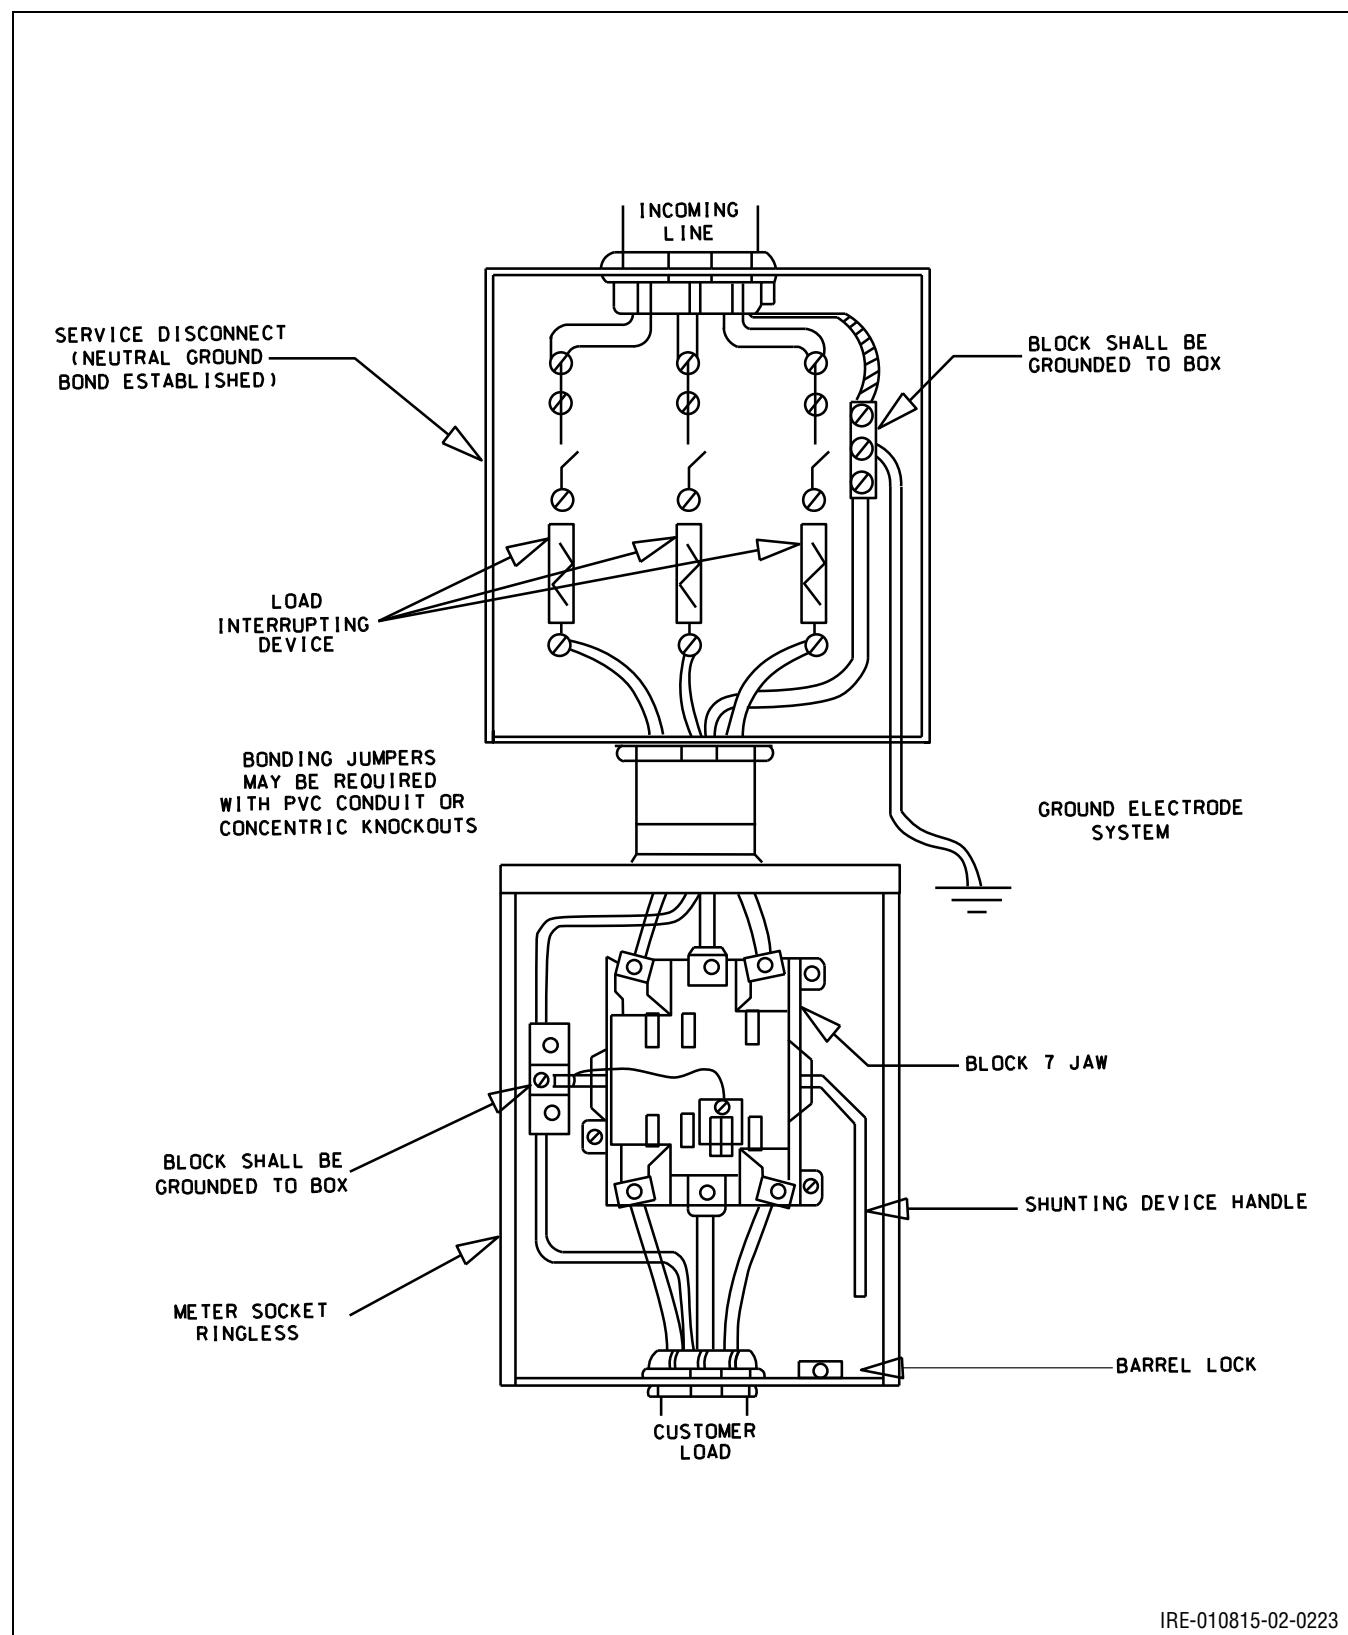 INCOMING
LINE
SERVICE DISCONNECT
(NEUTRAL GROUND
BOND ESTABLISHED)
BLOCK SHALL BE
GROUNDED TO BOX
LOAD
INTERRUPTING
DEVICE
BONDING JUMPERS
MAY BE REQUIRED
WITH PVC CONDUIT OR
CONCENTRIC KNOCKOUTS
GROUND ELECTRODE
SYSTEM
BLOCK 7 JAW
BLOCK SHALL BE
GROUNDED TO BOX
SHUNTING DEVICE HANDLE
METER SOCKET
RINGLESS
BARREL LOCK
CUSTOMER
LOAD
IRE-010815-02-0223